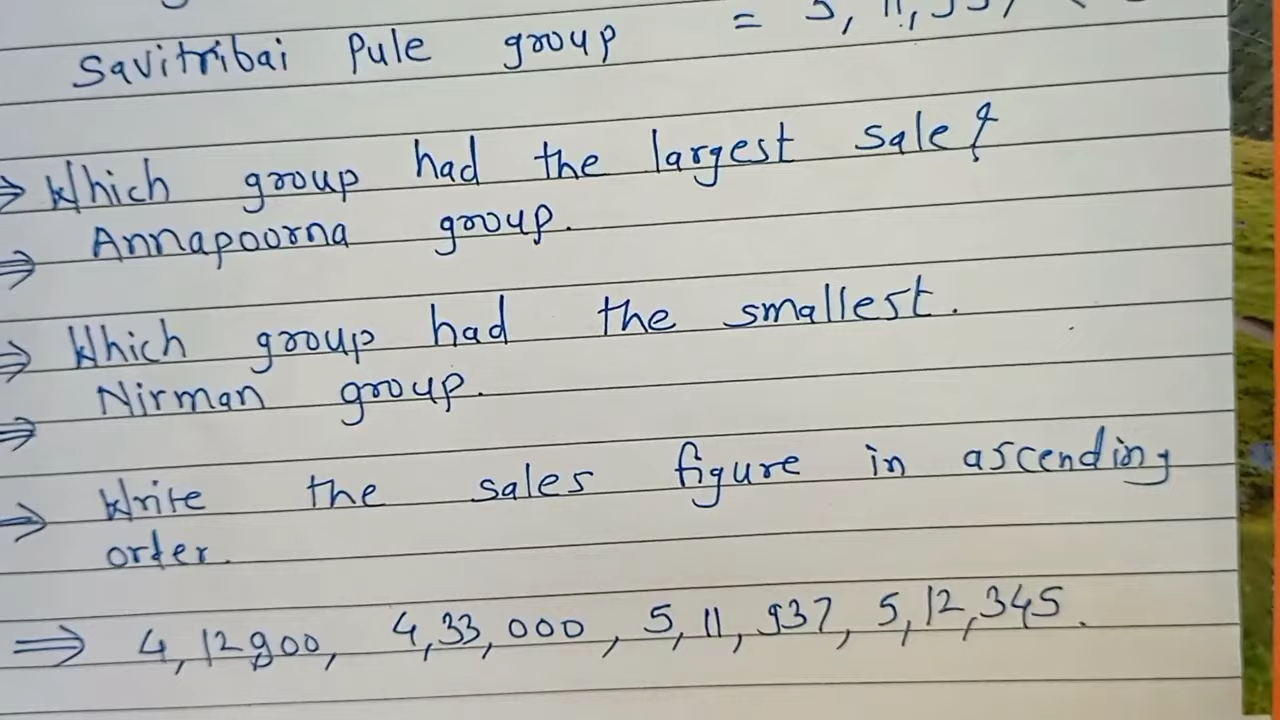 Savitribai Pule group =
⇒ Which group had the largest sale?
⇒ Annapoorna group.
⇒ Which group had the smallest.
⇒ Nirman group.
⇒ Write the sales figure in ascending
order.
⇒ 4,12900, 4,33,000, 5,11,937, 5,12,345.